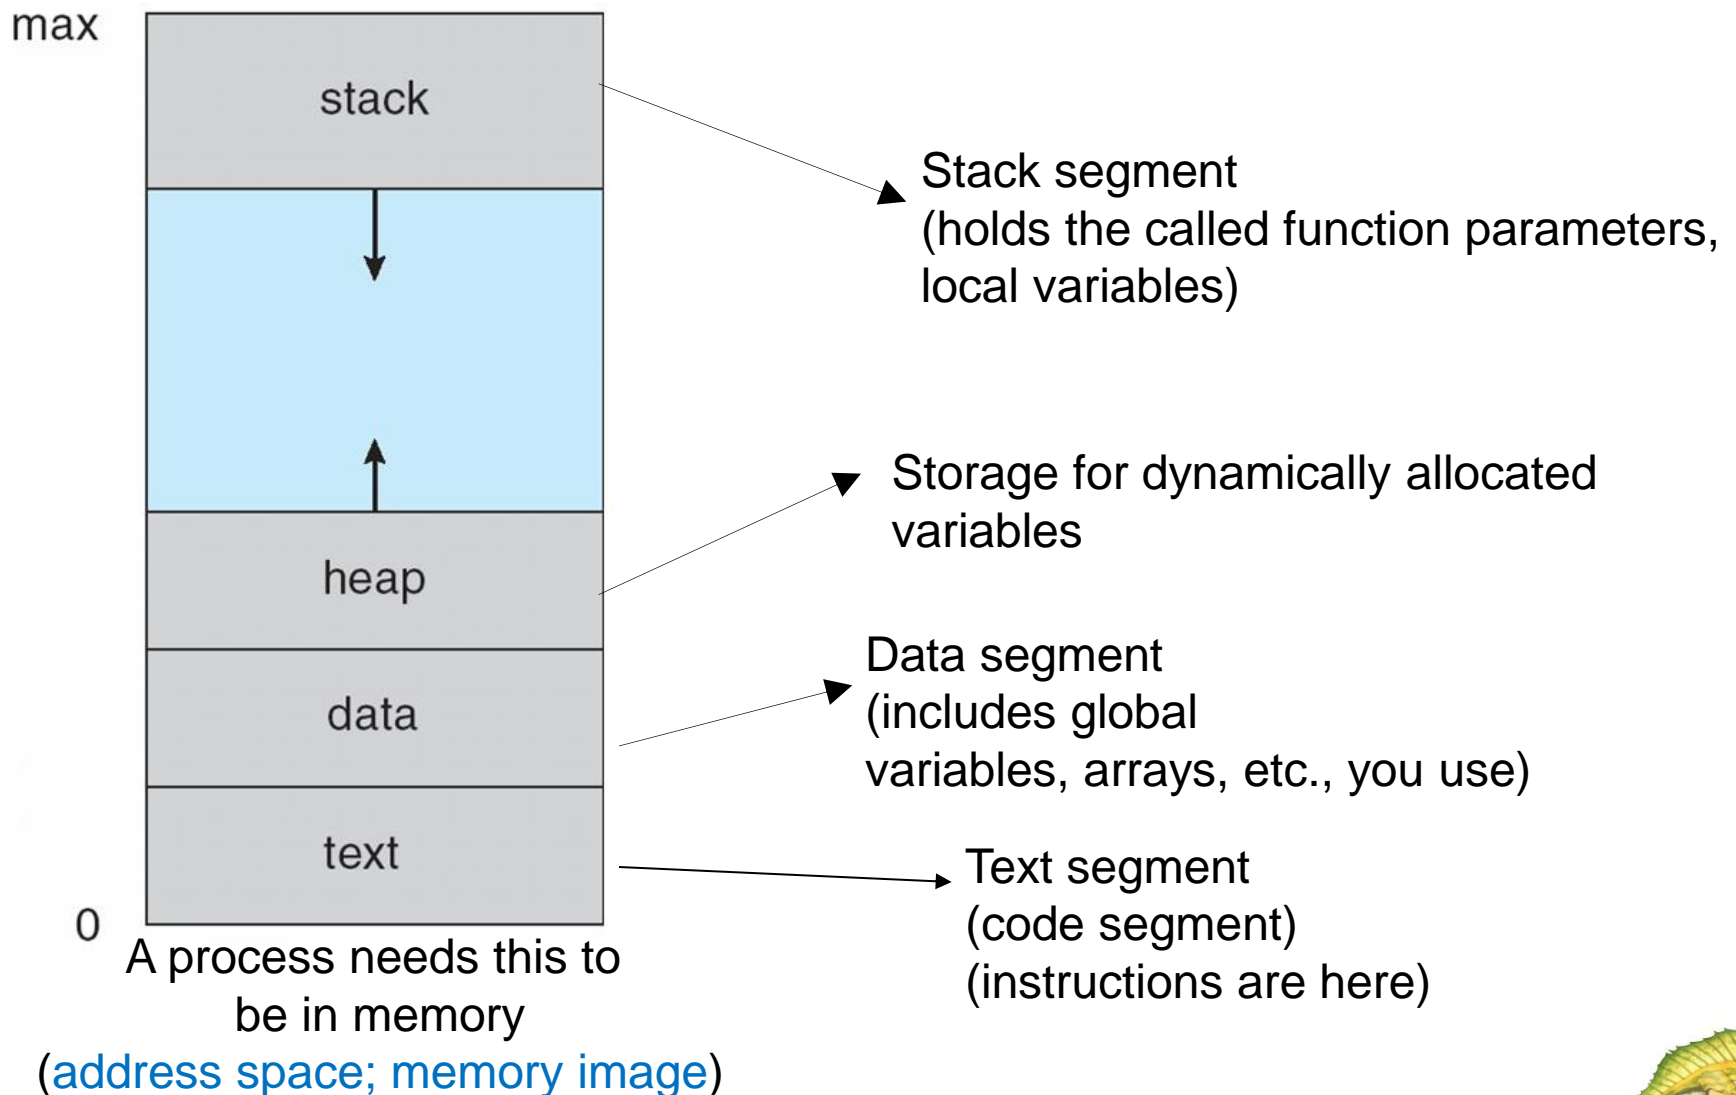 max
stack
Stack segment
(holds the called function parameters,
local variables)
Storage for dynamically allocated
variables
heap
Data segment
(includes global
variables, arrays, etc., you use)
data
text
Text segment
(code segment)
(instructions are here)
0
A process needs this to
be in memory
(address space; memory image)